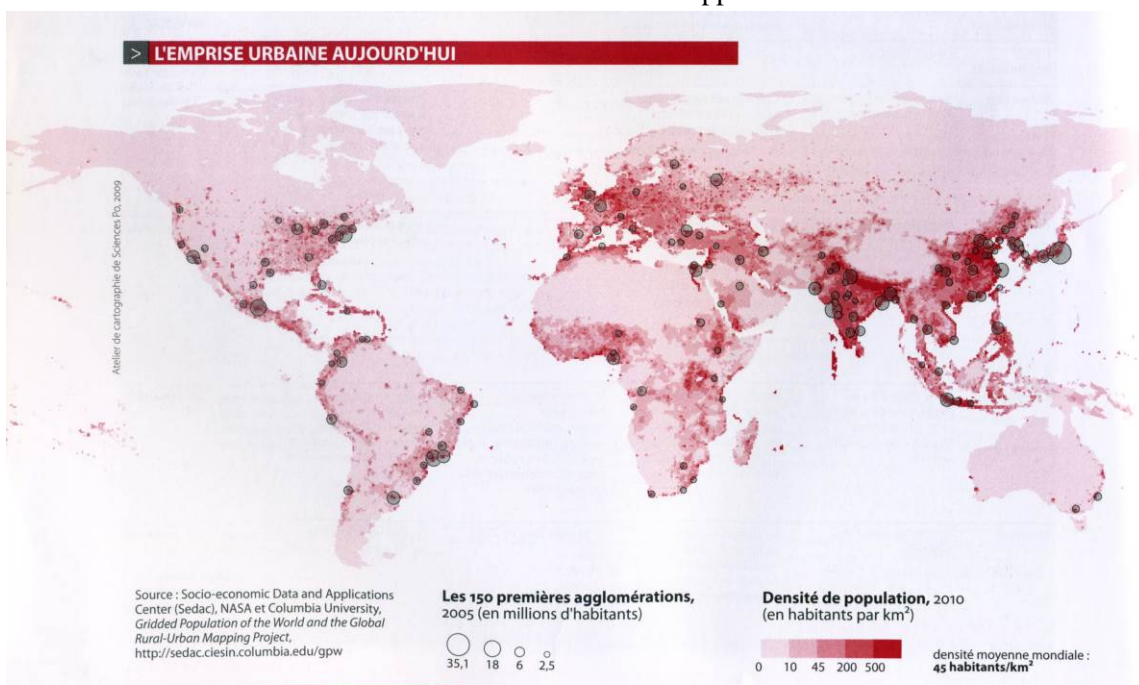 app
> L'EMPRISE URBAINE AUJOURD'HUI
Atelier de cartographie de Sciences Po, 2009
Source : Socio-economic Data and Applications
Center (Sedac), NASA et Columbia University,
Gridded Population of the World and the Global
Rural-Urban Mapping Project,
http://sedac.ciesin.columbia.edu/gpw
Les 150 premières agglomérations,
2005 (en millions d'habitants)
35,1 18 6 2,5
Densité de population, 2010
(en habitants par km²)
0 10 45 200 500
densité moyenne mondiale :
45 habitants/km²